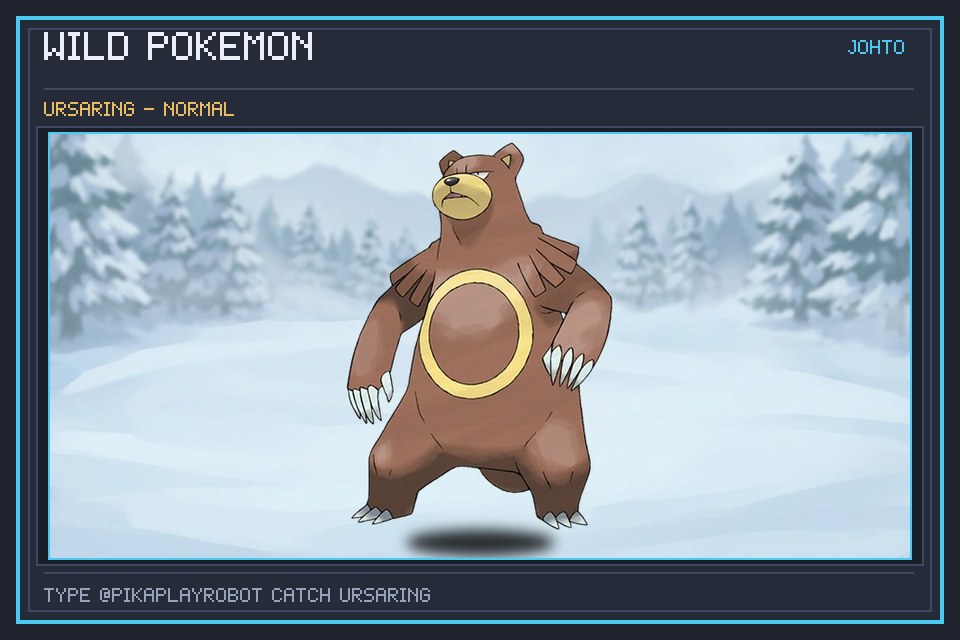 WILD POKEMON
JOHTO
URSARING - NORMAL
TYPE @PIKAPLAYROBOT CATCH URSARING